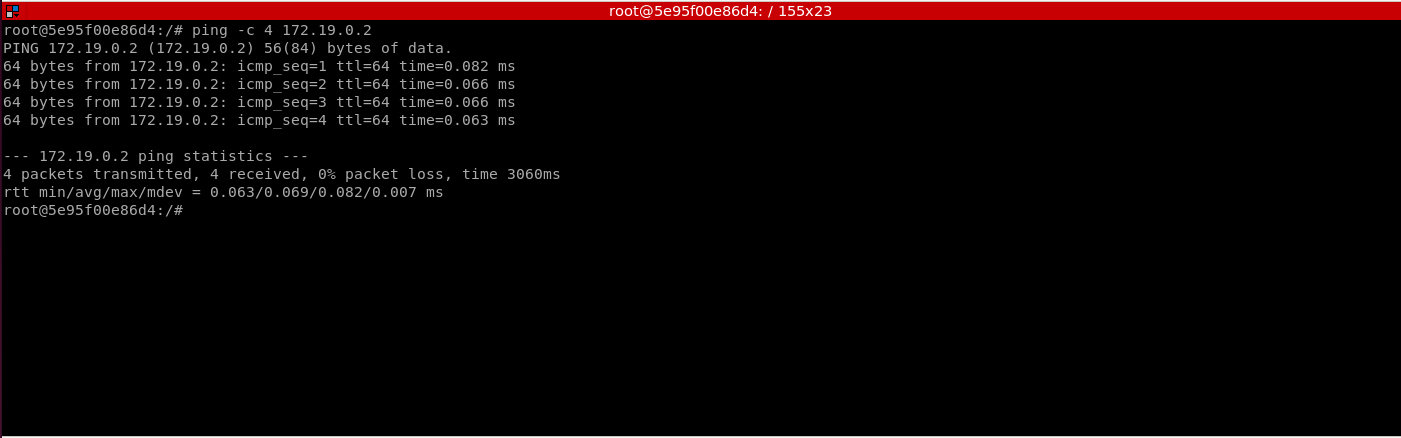 root@5e95f00e86d4: / 155x23
root@5e95f00e86d4:/# ping -c 4 172.19.0.2
PING 172.19.0.2 (172.19.0.2) 56(84) bytes of data.
64 bytes from 172.19.0.2: icmp_seq=1 ttl=64 time=0.082 ms
64 bytes from 172.19.0.2: icmp_seq=2 ttl=64 time=0.066 ms
64 bytes from 172.19.0.2: icmp_seq=3 ttl=64 time=0.066 ms
64 bytes from 172.19.0.2: icmp_seq=4 ttl=64 time=0.063 ms

--- 172.19.0.2 ping statistics ---
4 packets transmitted, 4 received, 0% packet loss, time 3060ms
rtt min/avg/max/mdev = 0.063/0.069/0.082/0.007 ms
root@5e95f00e86d4:/#